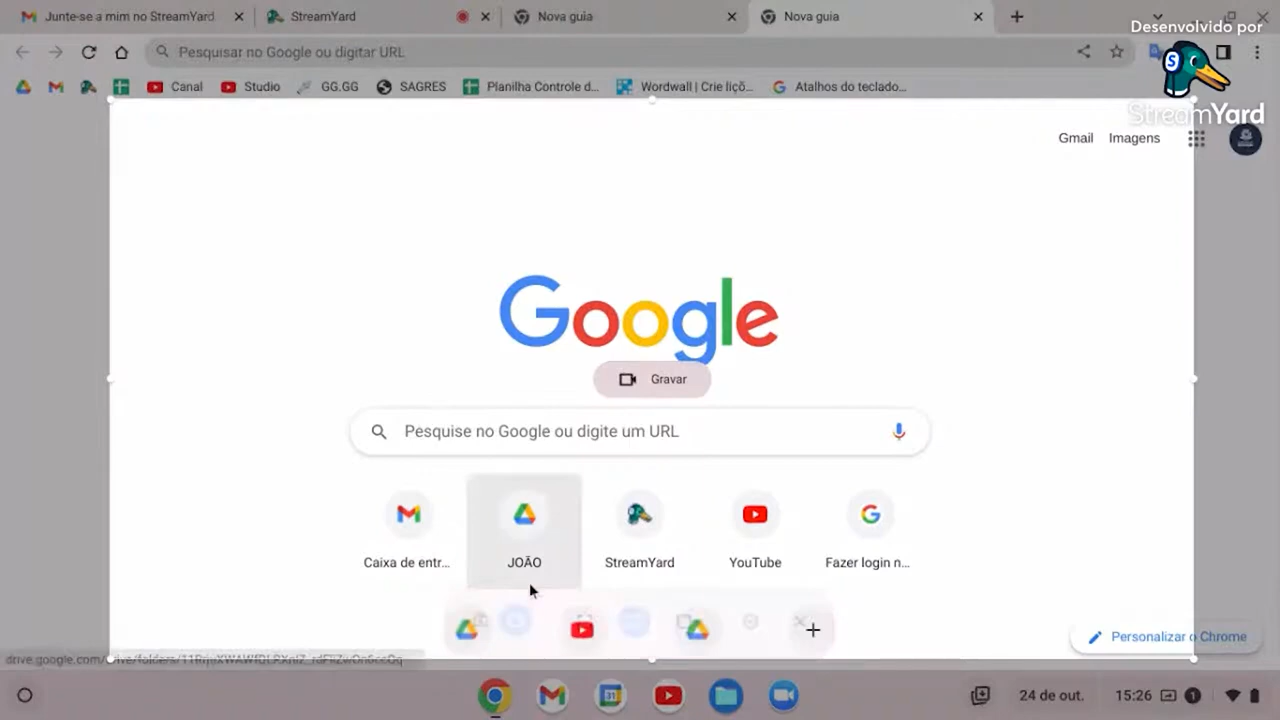 Junte-se a mim no StreamYard
StreamYard
Nova guia
Nova guia
Desenvolvido por
StreamYard
Pesquisar no Google ou digitar URL
Canal
Studio
GG.GG
SAGRES
Planilha Controle d...
Wordwall | Crie liçõ...
Atalhos do teclado...
Gmail
Imagens
Google
Gravar
Pesquise no Google ou digite um URL
Caixa de entr...
JOÃO
StreamYard
YouTube
Fazer login n...
Personalizar o Chrome
24 de out.
15:26
1